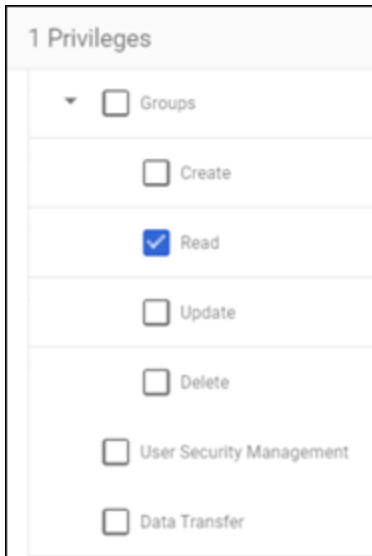 1 Privileges
Groups
Create
Read
Update
Delete
User Security Management
Data Transfer